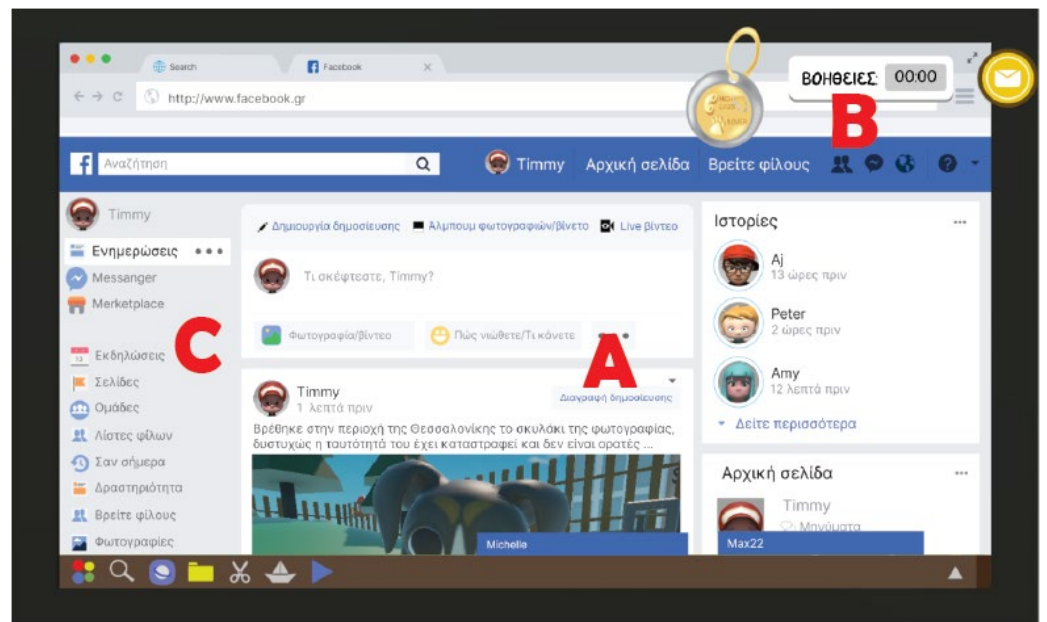 Search
Facebook
ΒΟΗΘΕΙΕΣ: 00:00
http://www.facebook.gr
B
Αναζήτηση
Timmy Αρχική σελίδα Βρείτε φίλους
Timmy
Ενημερώσεις
Messanger
Merketplace
C
Εκδηλώσεις
Σελίδες
Ομάδες
Λίστες φίλων
Σαν σήμερα
Δραστηριότητα
Βρείτε φίλους
Φωτογραφίες
Δημιουργία δημοσίευσης Άλμπουμ φωτογραφιών/βίνετο Live βίντεο
Τι σκέφτεστε, Timmy?
Φωτογραφία/βίντεο Πώς νιώθετε/Τι κάνετε
A
Timmy
1 λεπτά πριν
Διαγραφή δημοσίευσης
Βρέθηκε στην περιοχή της Θεσσαλονίκης το σκυλάκι της φωτογραφίας,
δυστυχώς η ταυτότητά του έχει καταστραφεί και δεν είναι ορατές ...
Michelle
Ιστορίες
Aj
13 ώρες πριν
Peter
2 ώρες πριν
Amy
12 λεπτά πριν
Δείτε περισσότερα
Αρχική σελίδα
Timmy
Μηνύματα
Max22